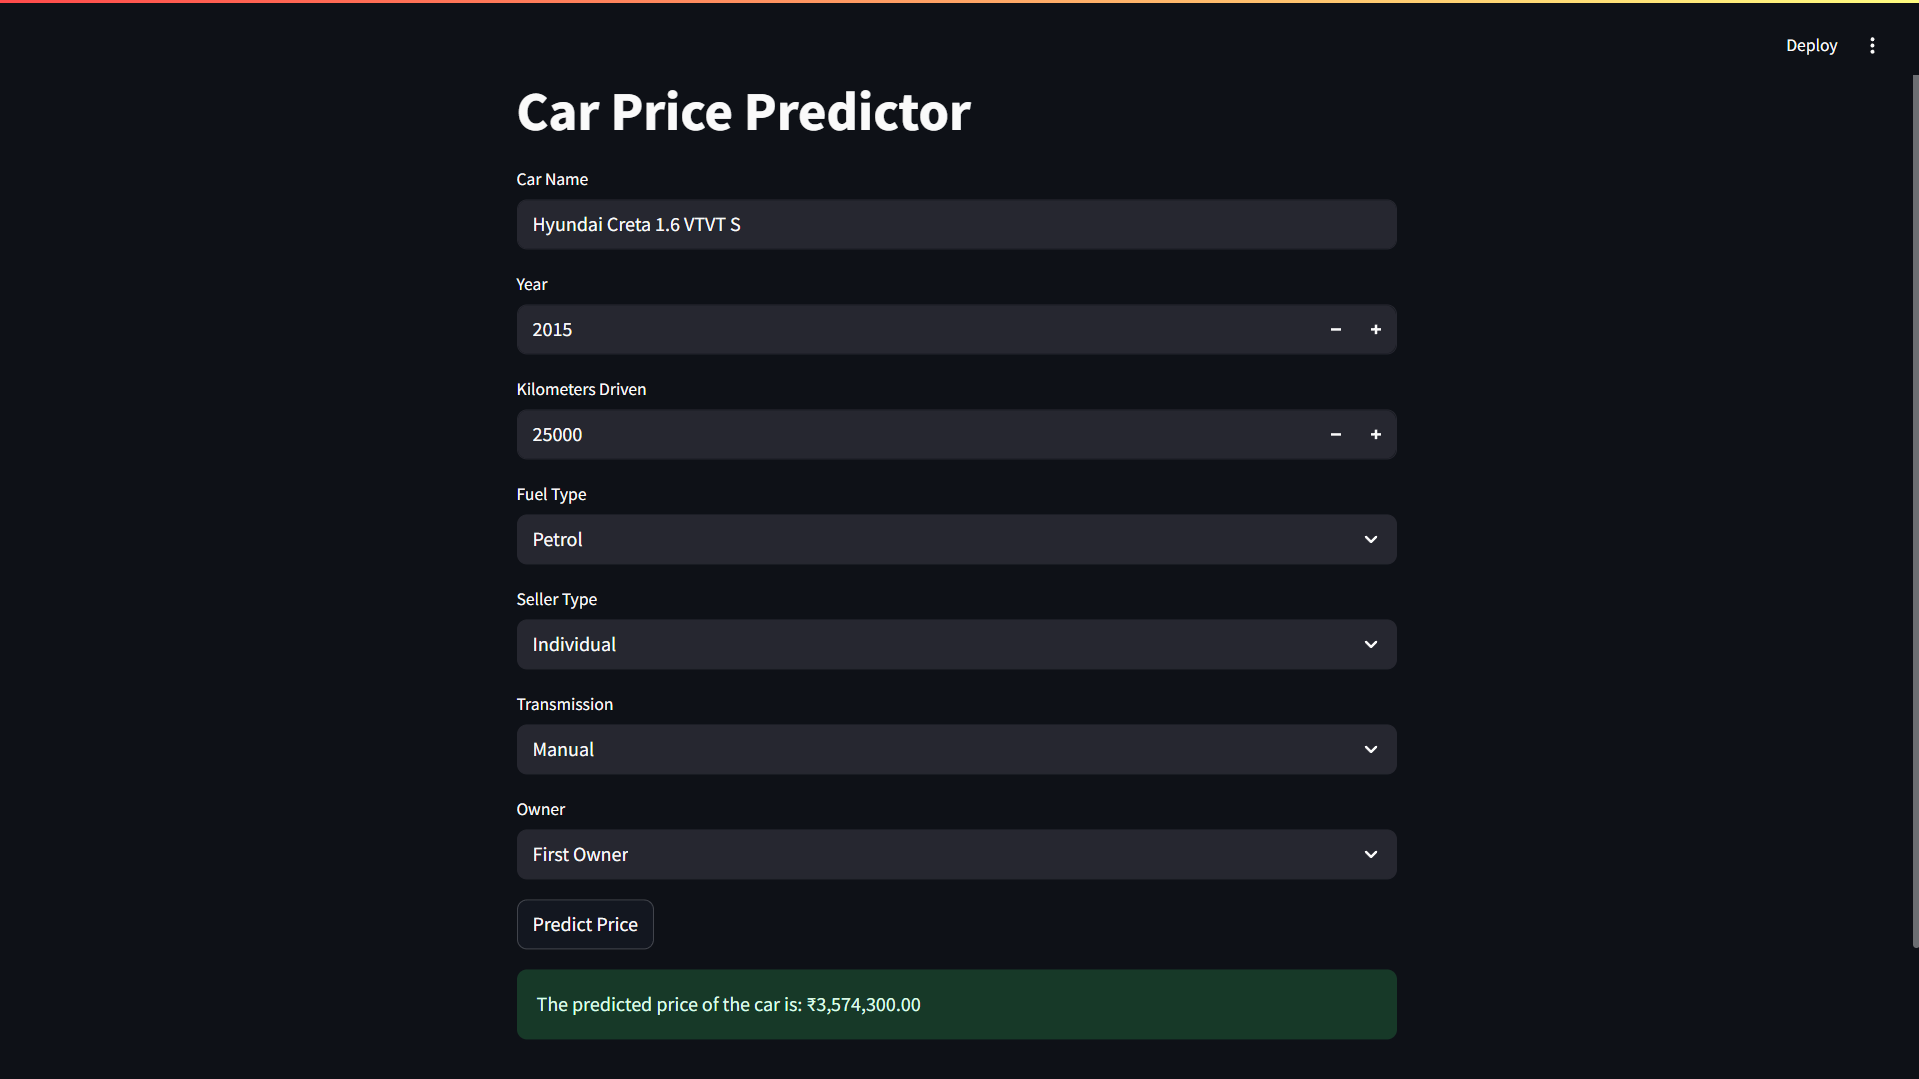 Deploy
Car Price Predictor
Car Name
Hyundai Creta 1.6 VTVT S
Year
2015
Kilometers Driven
25000
Fuel Type
Petrol
Seller Type
Individual
Transmission
Manual
Owner
First Owner
Predict Price
The predicted price of the car is: ₹3,574,300.00